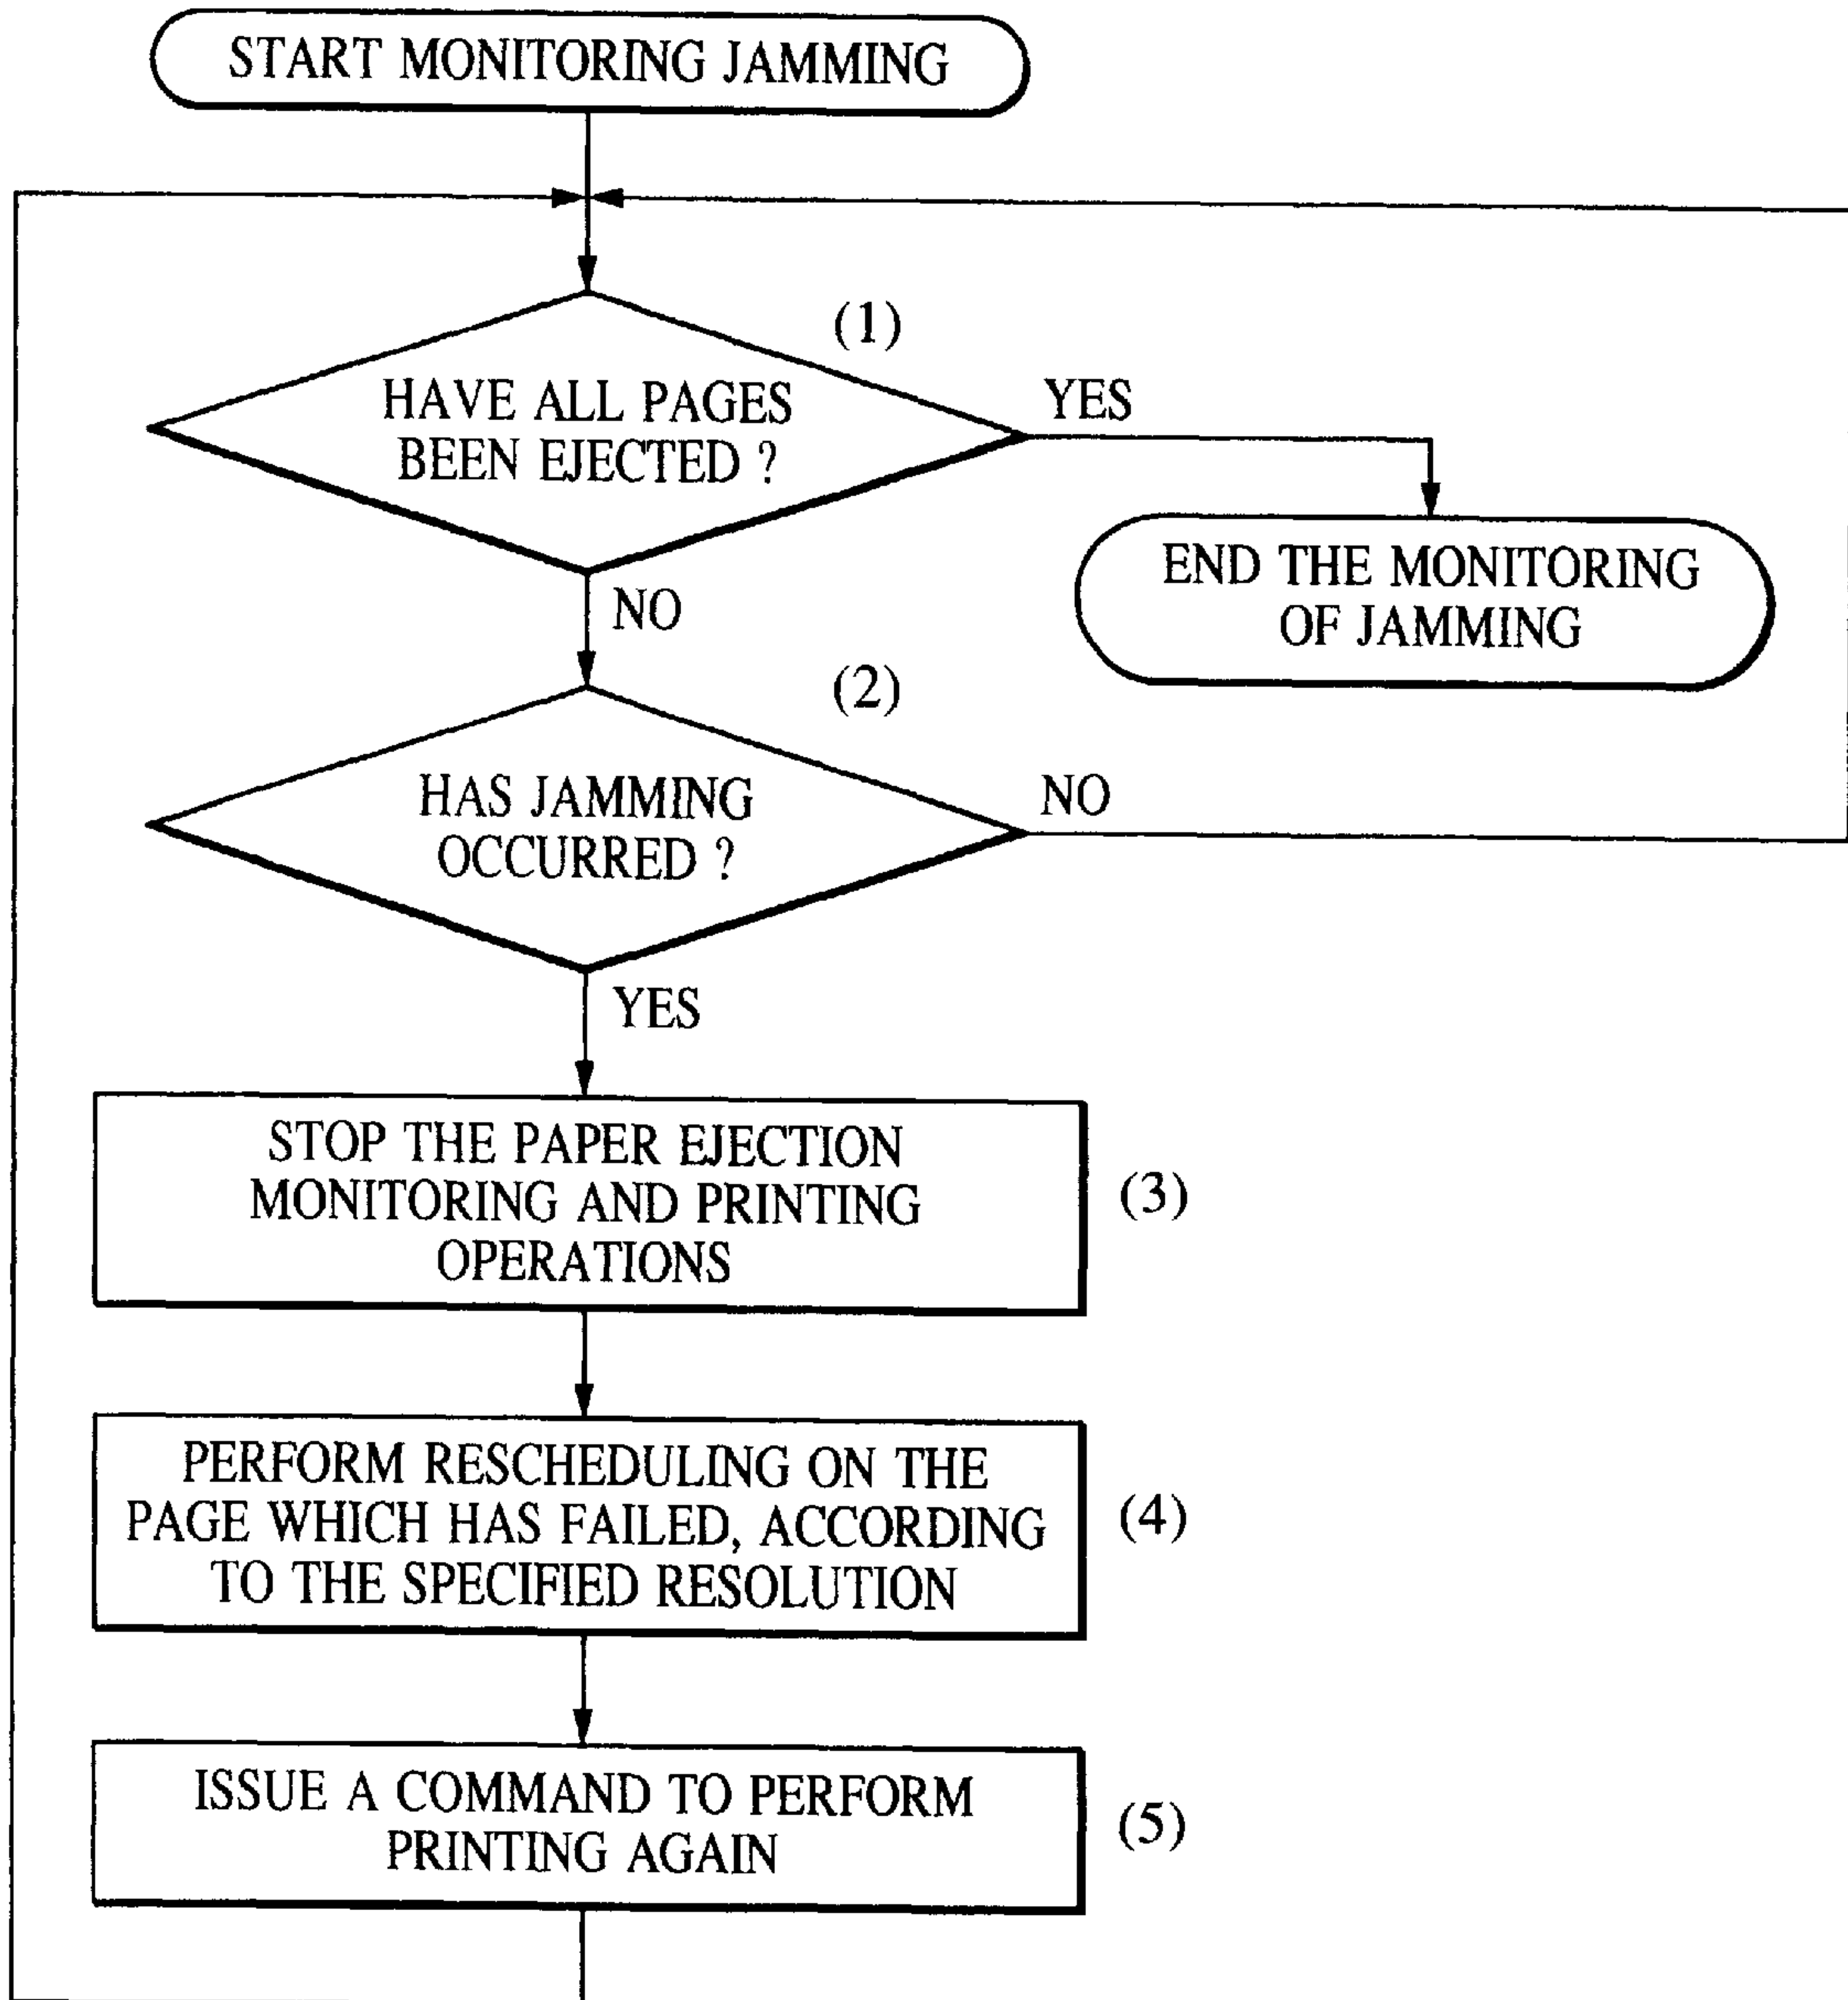 START MONITORING JAMMING
(1)
HAVE ALL PAGES
BEEN EJECTED ?
YES
END THE MONITORING
OF JAMMING
NO
(2)
HAS JAMMING
OCCURRED ?
NO
YES
STOP THE PAPER EJECTION
MONITORING AND PRINTING
OPERATIONS
(3)
PERFORM RESCHEDULING ON THE
PAGE WHICH HAS FAILED, ACCORDING
TO THE SPECIFIED RESOLUTION
(4)
ISSUE A COMMAND TO PERFORM
PRINTING AGAIN
(5)